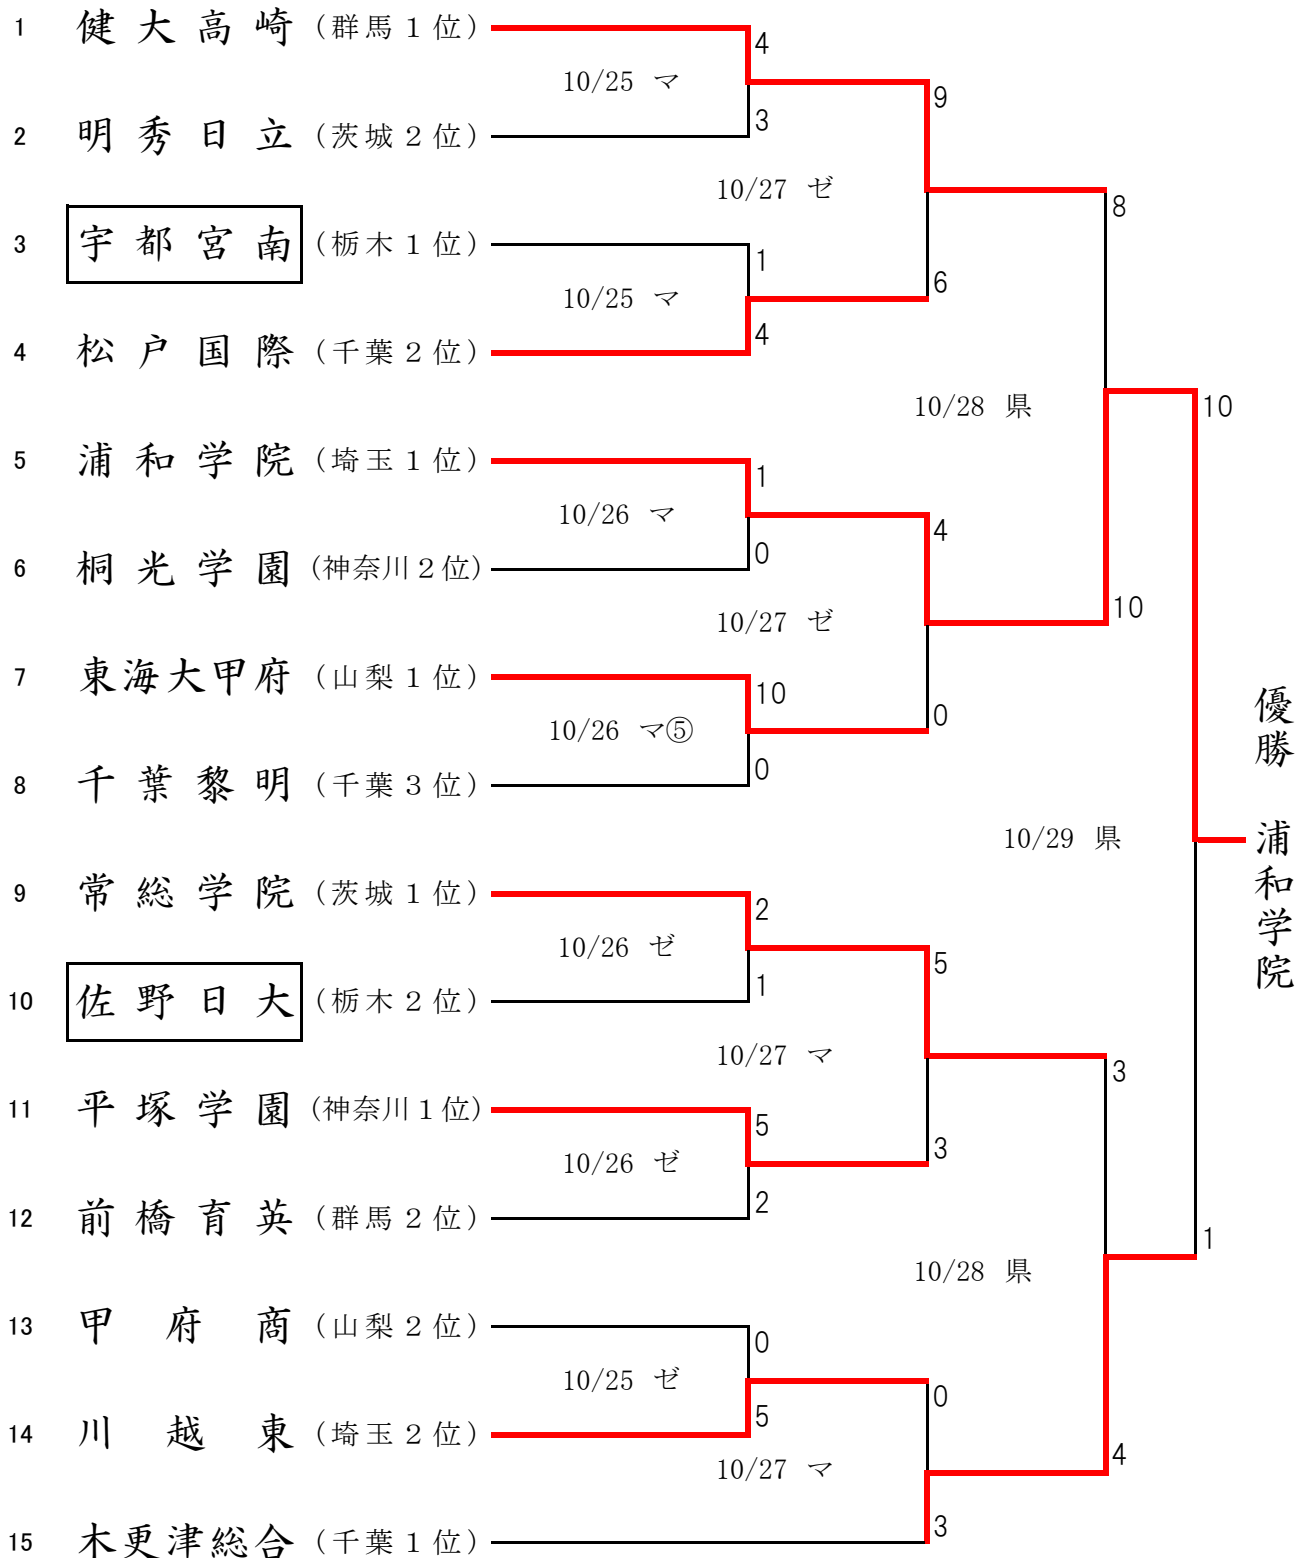 1 健大高崎 (群馬1位)
4
10/25 マ
9
3
2 明秀日立 (茨城2位)
10/27 ゼ
8
3 宇都宮南 (栃木1位)
1
6
10/25 マ
4
4 松戸国際 (千葉2位)
10/28 県
10
5 浦和学院 (埼玉1位)
1
10/26 マ
4
0
6 桐光学園 (神奈川2位)
10
10/27 ゼ
7 東海大甲府 (山梨1位)
10
0
10/26 マ⑤
0
8 千葉黎明 (千葉3位)
10/29 県
優勝 浦和学院
9 常総学院 (茨城1位)
2
10/26 ゼ
5
1
10 佐野日大 (栃木2位)
10/27 マ
3
11 平塚学園 (神奈川1位)
5
3
10/26 ゼ
2
12 前橋育英 (群馬2位)
1
10/28 県
13 甲府商 (山梨2位)
0
10/25 ゼ
0
5
14 川越東 (埼玉2位)
4
10/27 マ
3
15 木更津総合 (千葉1位)